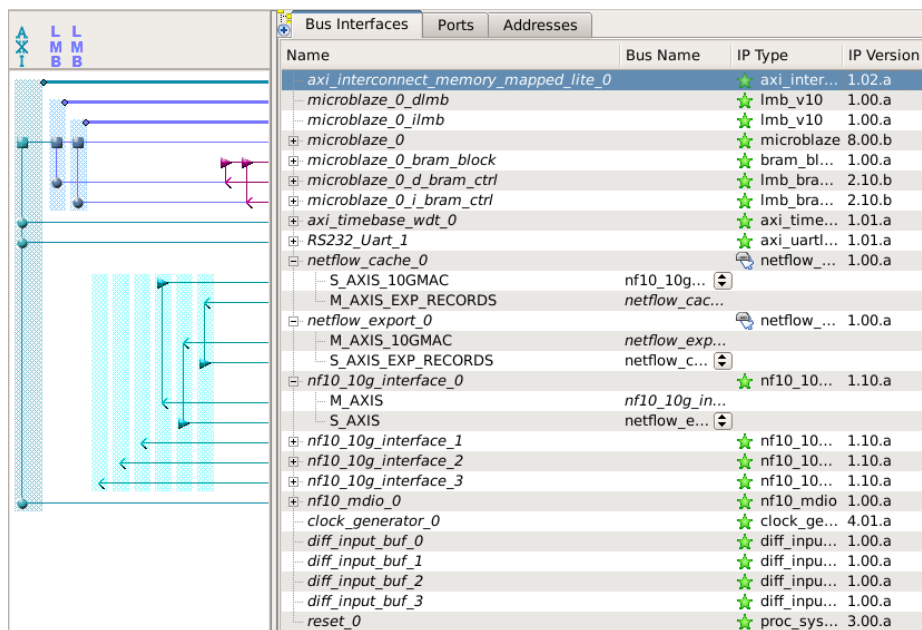 Bus Interfaces Ports Addresses
AXI LMB LMB
Name Bus Name IP Type IP Version
axi_interconnect_memory_mapped_lite_0 axi_inter... 1.02.a
microblaze_0_dlmb lmb_v10 1.00.a
microblaze_0_ilmb lmb_v10 1.00.a
microblaze_0 microblaze 8.00.b
microblaze_0_bram_block bram_bl... 1.00.a
microblaze_0_d_bram_ctrl lmb_bra... 2.10.b
microblaze_0_i_bram_ctrl lmb_bra... 2.10.b
axi_timebase_wdt_0 axi_time... 1.01.a
RS232_Uart_1 axi_uartl... 1.01.a
netflow_cache_0 netflow_... 1.00.a
S_AXIS_10GMAC nf10_10g...
M_AXIS_EXP_RECORDS netflow_cac...
netflow_export_0 netflow_... 1.00.a
M_AXIS_10GMAC netflow_exp...
S_AXIS_EXP_RECORDS netflow_c...
nf10_10g_interface_0 nf10_10... 1.10.a
M_AXIS nf10_10g_in...
S_AXIS netflow_e...
nf10_10g_interface_1 nf10_10... 1.10.a
nf10_10g_interface_2 nf10_10... 1.10.a
nf10_10g_interface_3 nf10_10... 1.10.a
nf10_mdio_0 nf10_mdio 1.00.a
clock_generator_0 clock_ge... 4.01.a
diff_input_buf_0 diff_inpu... 1.00.a
diff_input_buf_1 diff_inpu... 1.00.a
diff_input_buf_2 diff_inpu... 1.00.a
diff_input_buf_3 diff_inpu... 1.00.a
reset_0 proc_sys... 3.00.a